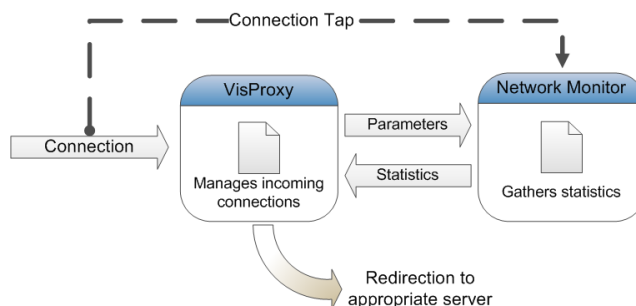 Connection Tap
VisProxy
Network Monitor
Connection
Parameters
Statistics
Manages incoming
connections
Gathers statistics
Redirection to
appropriate server